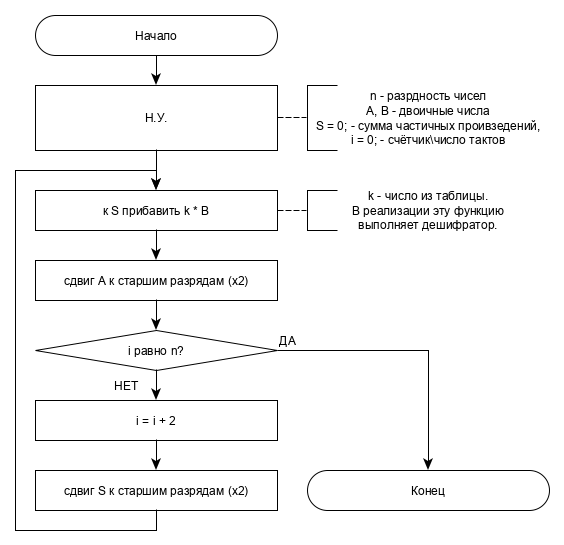 Начало
Н.У.
n - разрдность чисел
A, B - двоичные числа
S = 0; - сумма частичных проивзедений,
i = 0; - счётчик\число тактов
к S прибавить k * B
k - число из таблицы.
В реализации эту функцию
выполняет дешифратор.
сдвиг A к старшим разрядам (x2)
i равно n?
ДА
НЕТ
i = i + 2
сдвиг S к старшим разрядам (x2)
Конец